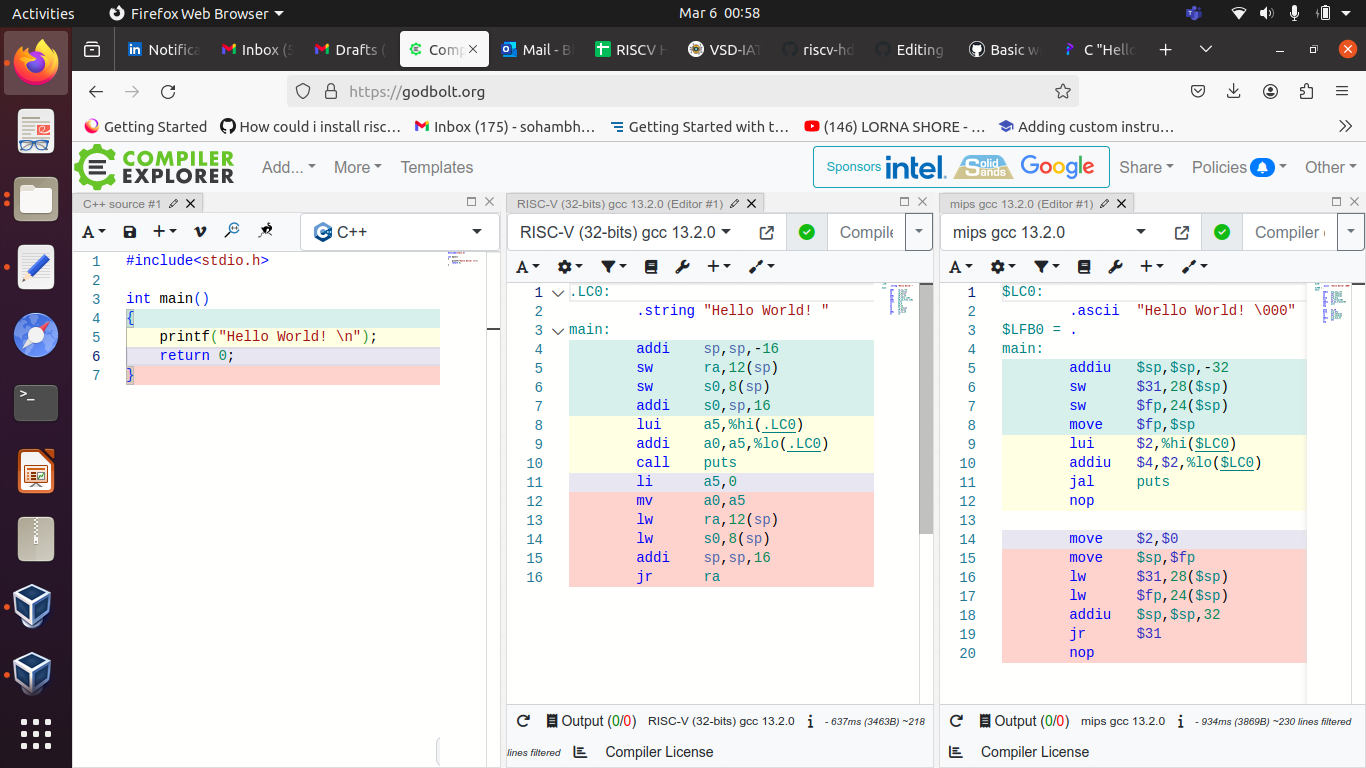 Activities
Firefox Web Browser
Mar 6 00:58
Notifica
Inbox (5
Drafts (
Comp
Mail - B
RISCV H
VSD-IAT
riscv-hd
Editing
Basic w
C "Hello
https://godbolt.org
Getting Started
How could i install risc...
Inbox (175) - sohambh...
Getting Started with t...
(146) LORNA SHORE - ...
Adding custom instru...
COMPILER
EXPLORER
Add...
More
Templates
Sponsors
intel.
Solid
Sands
Google
Share
Policies
Other
C++ source #1
A
C++
1 #include<stdio.h>
2
3 int main()
4 {
5 printf("Hello World! \n");
6 return 0;
7 }
RISC-V (32-bits) gcc 13.2.0 (Editor #1)
RISC-V (32-bits) gcc 13.2.0
Compile
A
1 .LC0:
2 .string "Hello World! "
3 main:
4 addi sp,sp,-16
5 sw ra,12(sp)
6 sw s0,8(sp)
7 addi s0,sp,16
8 lui a5,%hi(.LC0)
9 addi a0,a5,%lo(.LC0)
10 call puts
11 li a5,0
12 mv a0,a5
13 lw ra,12(sp)
14 lw s0,8(sp)
15 addi sp,sp,16
16 jr ra
Output (0/0)
RISC-V (32-bits) gcc 13.2.0
- 637ms (3463B) ~218
lines filtered
Compiler License
mips gcc 13.2.0 (Editor #1)
mips gcc 13.2.0
Compiler
A
1 $LC0:
2 .ascii "Hello World! \000"
3 $LFB0 = .
4 main:
5 addiu $sp,$sp,-32
6 sw $31,28($sp)
7 sw $fp,24($sp)
8 move $fp,$sp
9 lui $2,%hi($LC0)
10 addiu $4,$2,%lo($LC0)
11 jal puts
12 nop
13
14 move $2,$0
15 move $sp,$fp
16 lw $31,28($sp)
17 lw $fp,24($sp)
18 addiu $sp,$sp,32
19 jr $31
20 nop
Output (0/0)
mips gcc 13.2.0
- 934ms (3869B) ~230 lines filtered
Compiler License